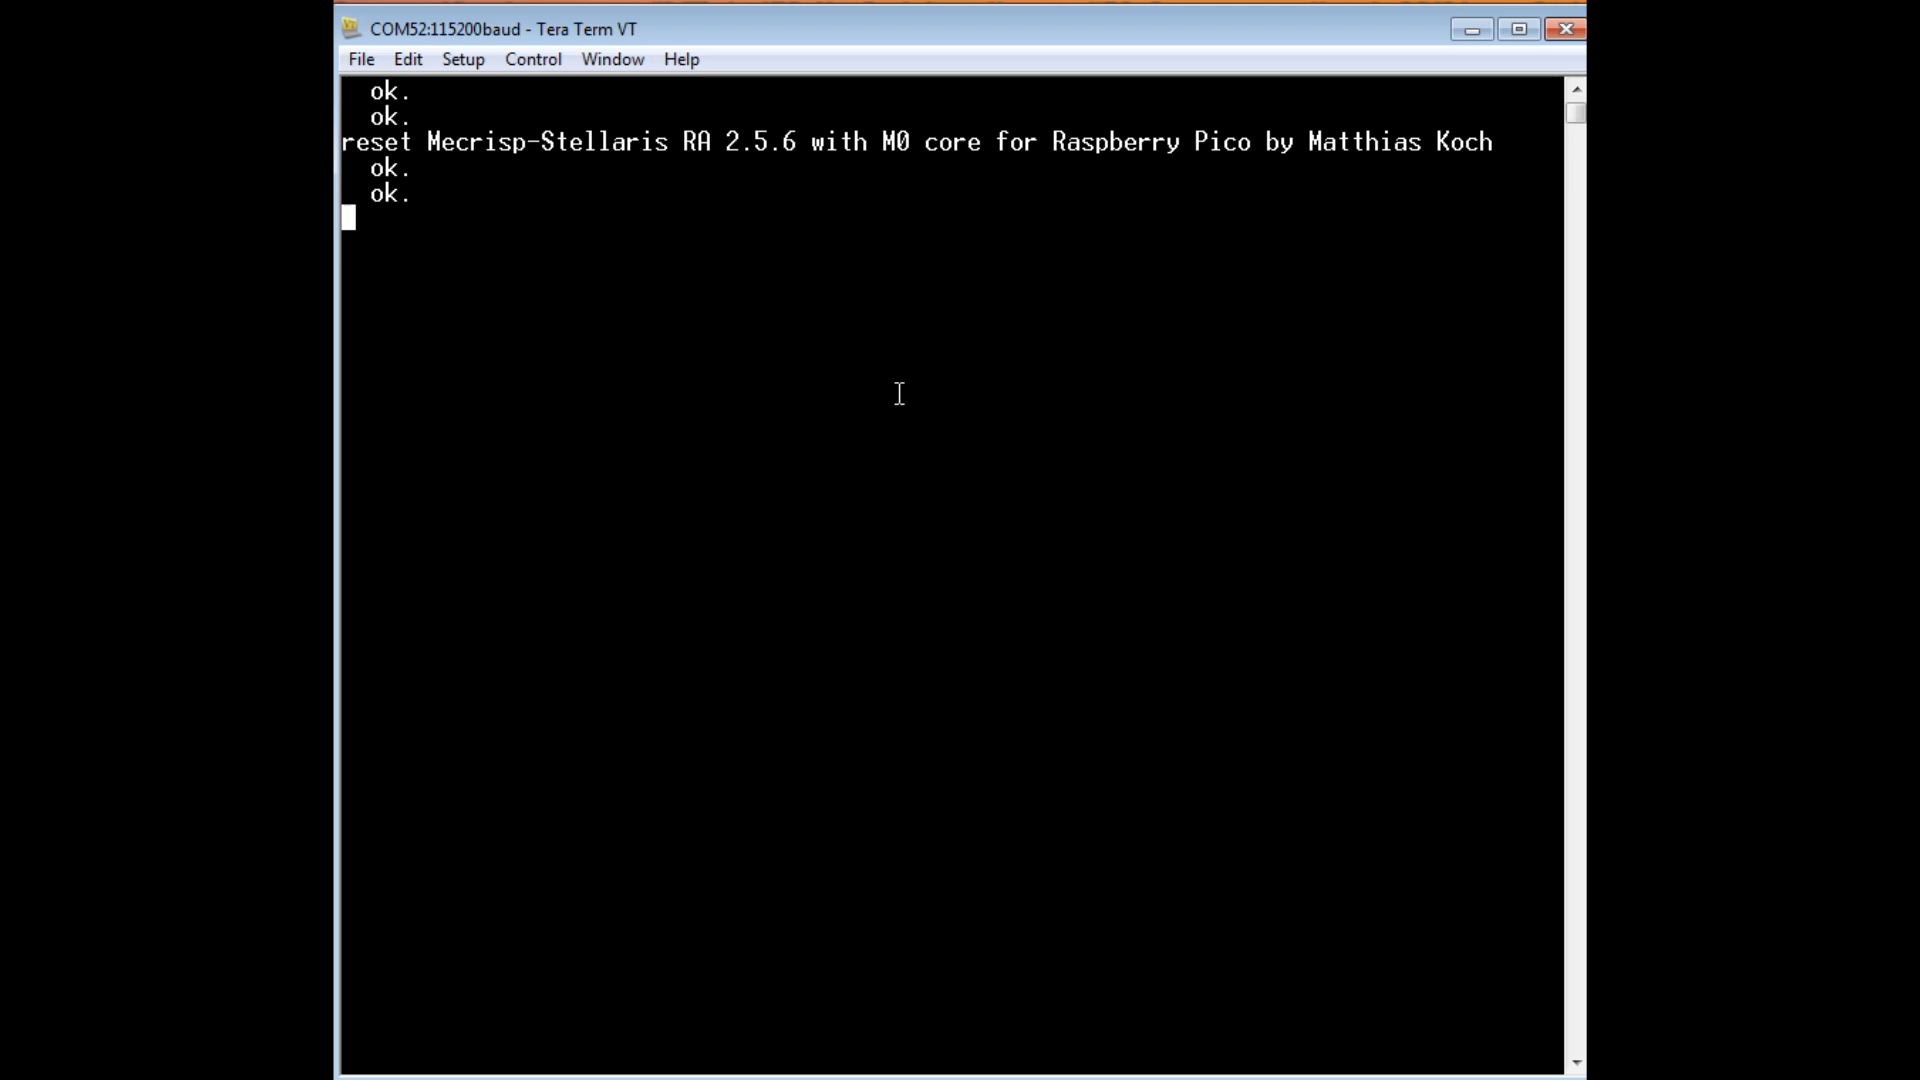 COM52:115200baud - Tera Term VT
File Edit Setup Control Window Help
ok.
ok.
reset Mecrisp-Stellaris RA 2.5.6 with M0 core for Raspberry Pico by Matthias Koch
ok.
ok.